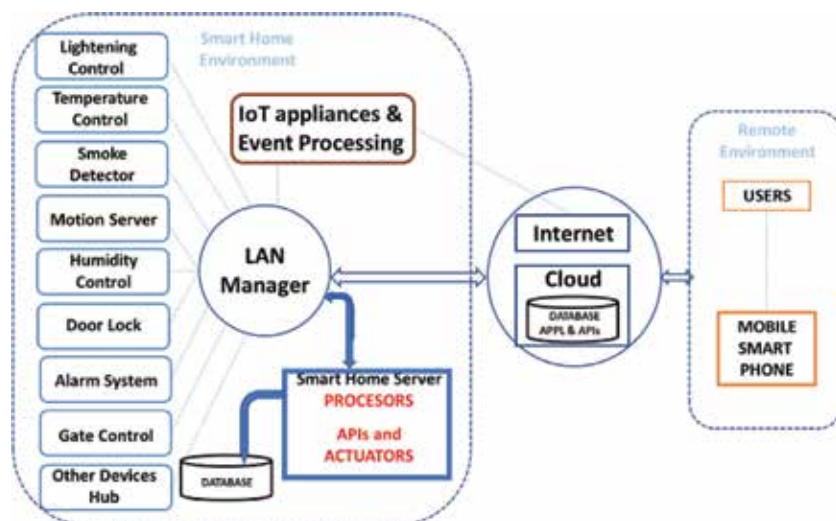 Smart Home
Environment
Lightening
Control
Temperature
Control
Smoke
Detector
Motion Server
Humidity
Control
Door Lock
Alarm System
Gate Control
Other Devices
Hub
IoT appliances &
Event Processing
LAN
Manager
Smart Home Server
PROCESORS
APIs and
ACTUATORS
DATABASE
Internet
Cloud
DATABASE
APPL & APIs
Remote
Environment
USERS
MOBILE
SMART
PHONE